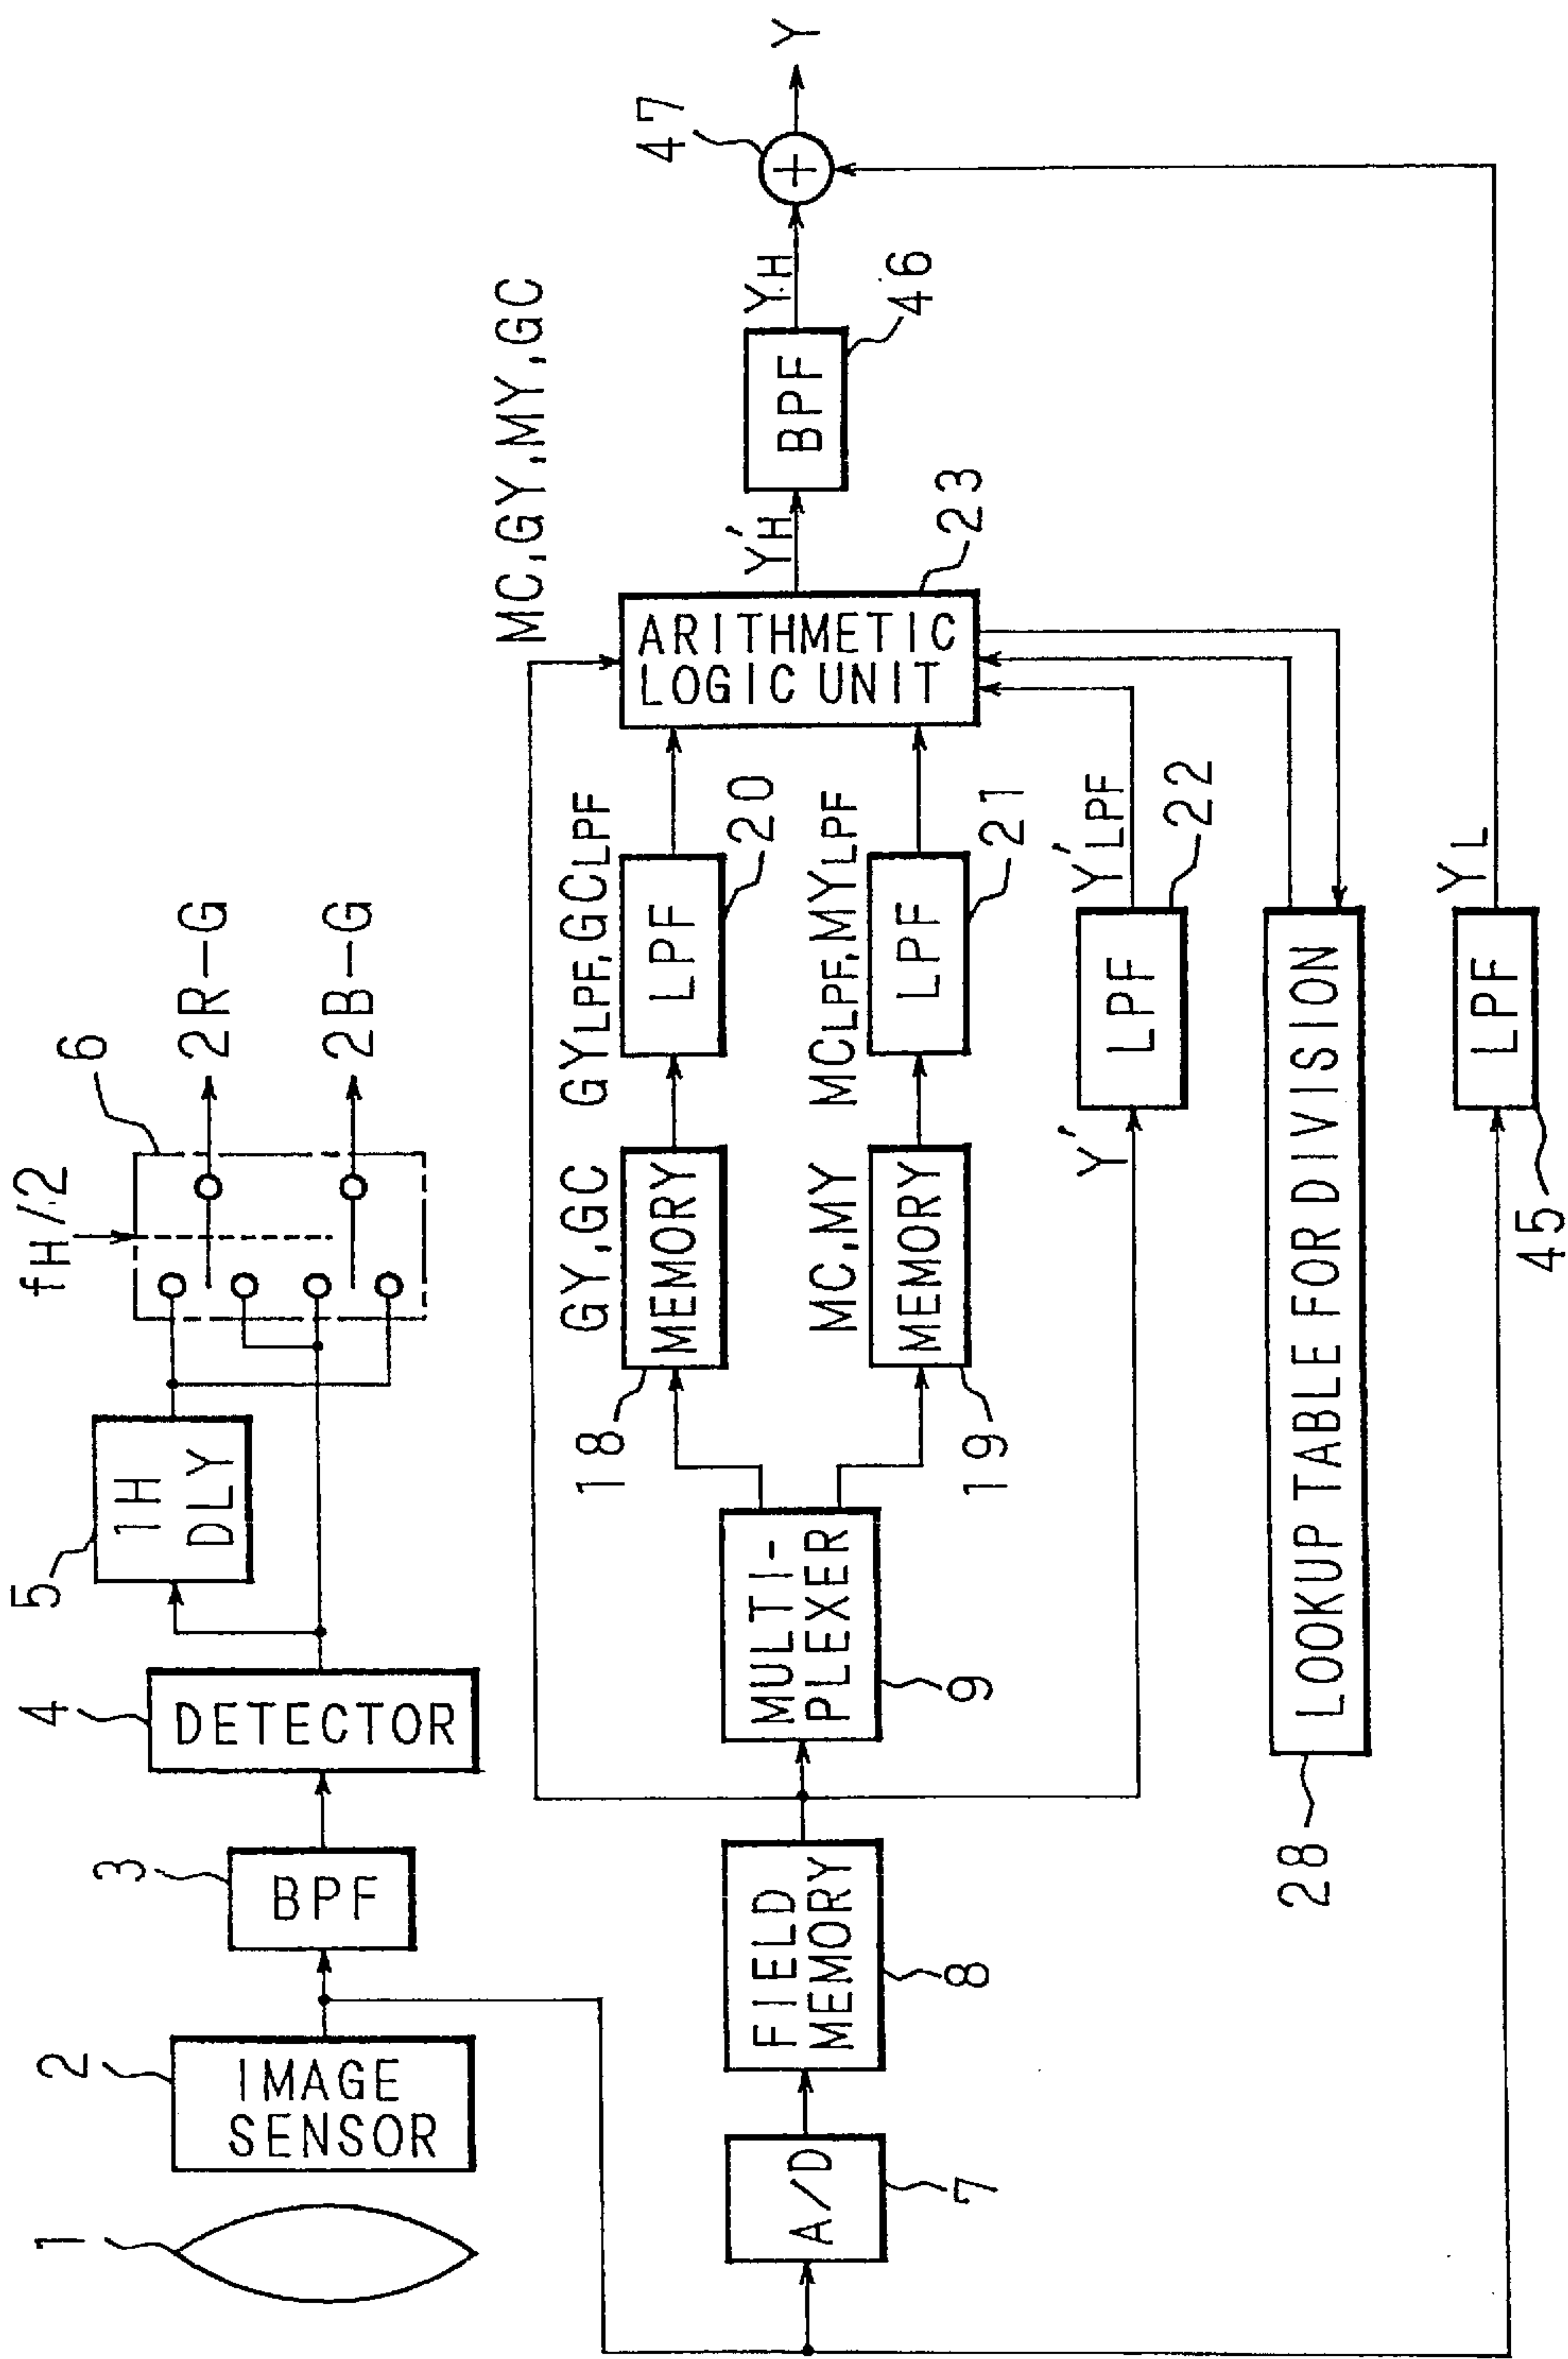 1
2
IMAGE
SENSOR
3
BPF
4
DETECTOR
5
1H
DLY
fH/2
6
2R-G
2B-G
MC,GY,MY,GC
A/D
7
FIELD
MEMORY
8
MULTI-
PLEXER
9
18
GY,GC
MEMORY
GYLPF,GCLPF
LPF
20
19
MC,MY
MEMORY
MCLPF,MYLPF
LPF
21
ARITHMETIC
LOGIC UNIT
23
Y'H
BPF
46
YH
47
+
Y
Y'
LPF
Y'LPF
22
28
LOOKUP TABLE FOR DIVISION
LPF
45
YL